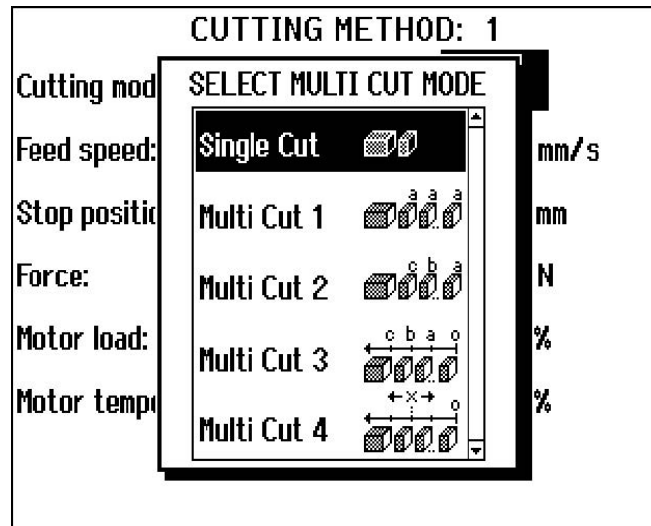 CUTTING METHOD: 1
SELECT MULTI CUT MODE
Cutting mod
Single Cut
Feed speed: mm/s
a a a
Multi Cut 1
Stop positio mm
c b a
Multi Cut 2
Force: N
c b a o
Multi Cut 3
Motor load: %
←x→ o
Multi Cut 4
Motor tempe %